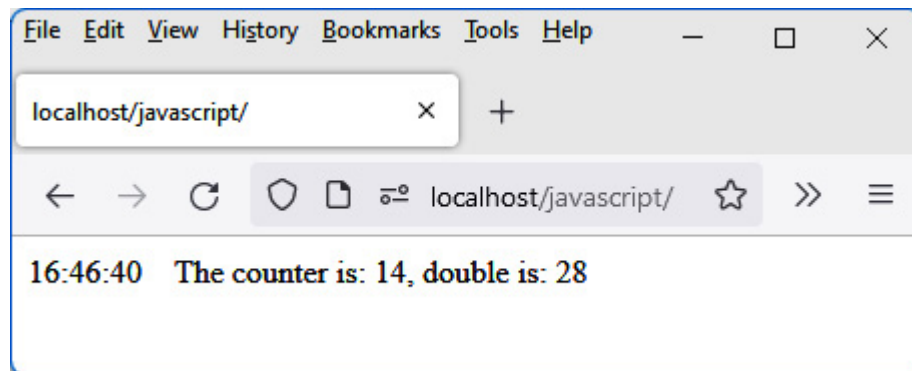 File Edit View History Bookmarks Tools Help
localhost/javascript/
localhost/javascript/
16:46:40 The counter is: 14, double is: 28